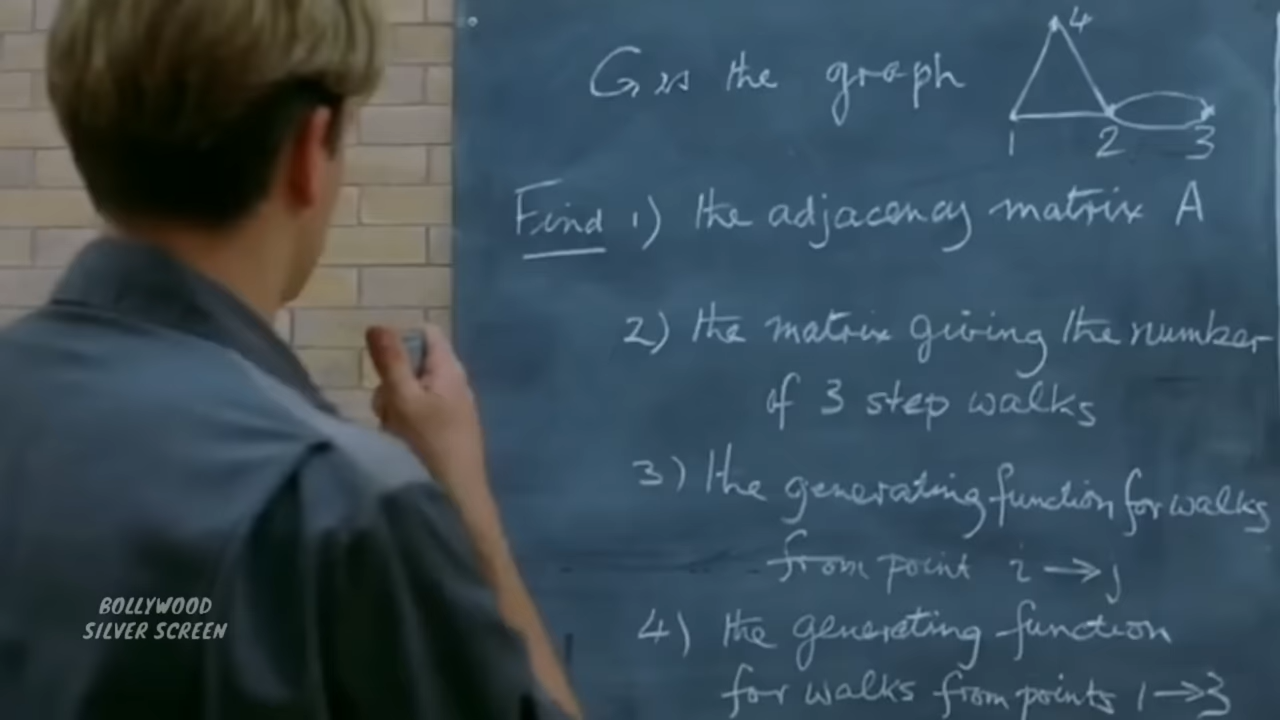 G is the graph
4
1 2 3
Find 1) the adjacency matrix A
2) the matrix giving the number
of 3 step walks
3) the generating function for walks
from point i → j
4) the generating function
for walks from points 1→3
BOLLYWOOD
SILVER SCREEN